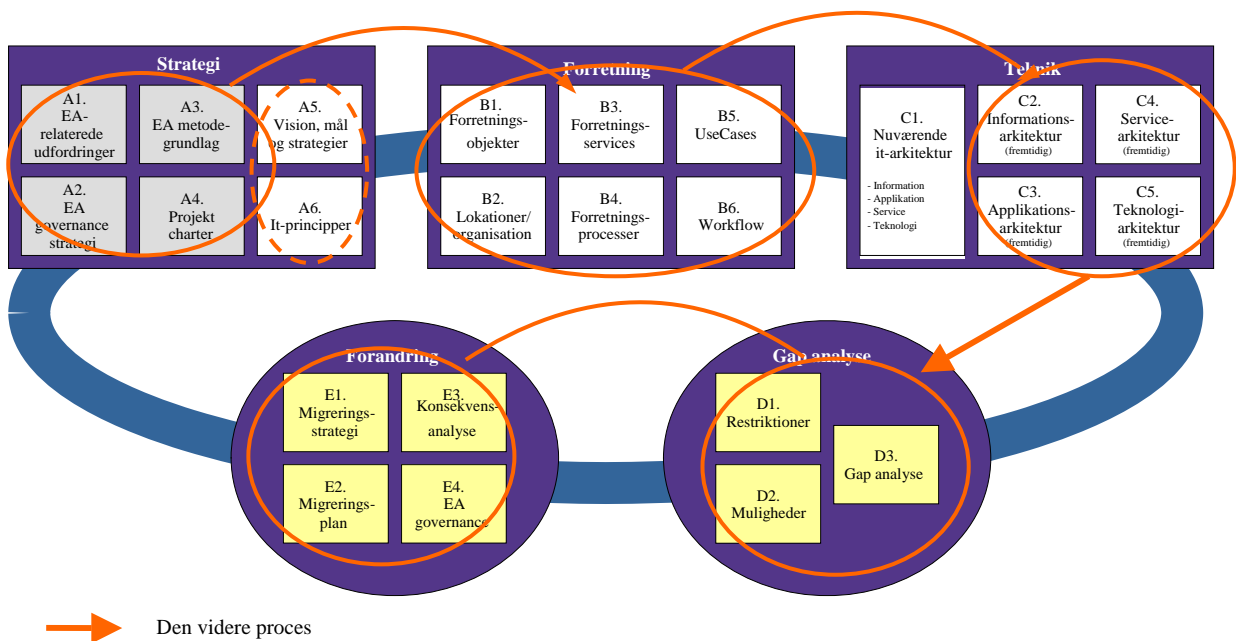 Strategi
A1.
EA-
relaterede
udfordringer
A3.
EA metode-
grundlag
A5.
Vision, mål
og strategier
A2.
EA
governance
strategi
A4.
Projekt
charter
A6.
It-principper
Forretning
B1.
Forretnings-
objekter
B3.
Forretnings-
services
B5.
UseCases
B2.
Lokationer/
organisation
B4.
Forretnings-
processer
B6.
Workflow
Teknik
C1.
Nuværende
it-arkitektur
- Information
- Applikation
- Service
- Teknologi
C2.
Informations-
arkitektur
(fremtidig)
C4.
Service-
arkitektur
(fremtidig)
C3.
Applikations-
arkitektur
(fremtidig)
C5.
Teknologi-
arkitektur
(fremtidig)
Forandring
E1.
Migrerings-
strategi
E3.
Konsekvens-
analyse
E2.
Migrerings-
plan
E4.
EA
governance
Gap analyse
D1.
Restriktioner
D3.
Gap analyse
D2.
Muligheder
Den videre proces